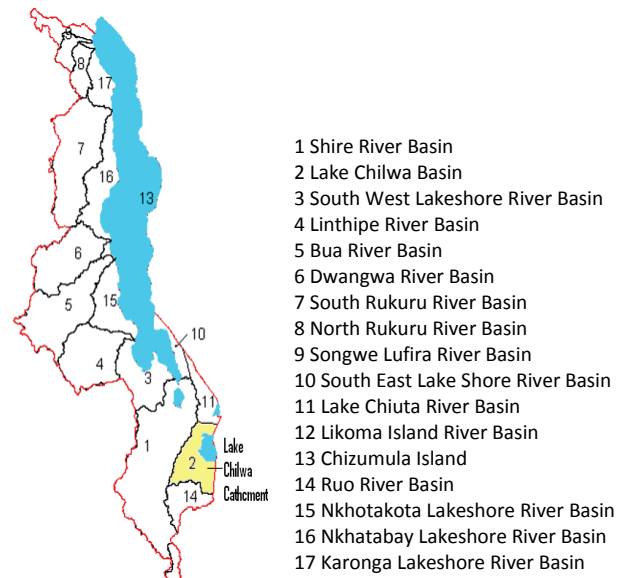 9
8
17
7
16
13
6
15
5
10
4
3
11
1
2
14
Lake
Chilwa
Cathcment
1 Shire River Basin
2 Lake Chilwa Basin
3 South West Lakeshore River Basin
4 Linthipe River Basin
5 Bua River Basin
6 Dwangwa River Basin
7 South Rukuru River Basin
8 North Rukuru River Basin
9 Songwe Lufira River Basin
10 South East Lake Shore River Basin
11 Lake Chiuta River Basin
12 Likoma Island River Basin
13 Chizumula Island
14 Ruo River Basin
15 Nkhotakota Lakeshore River Basin
16 Nkhatabay Lakeshore River Basin
17 Karonga Lakeshore River Basin